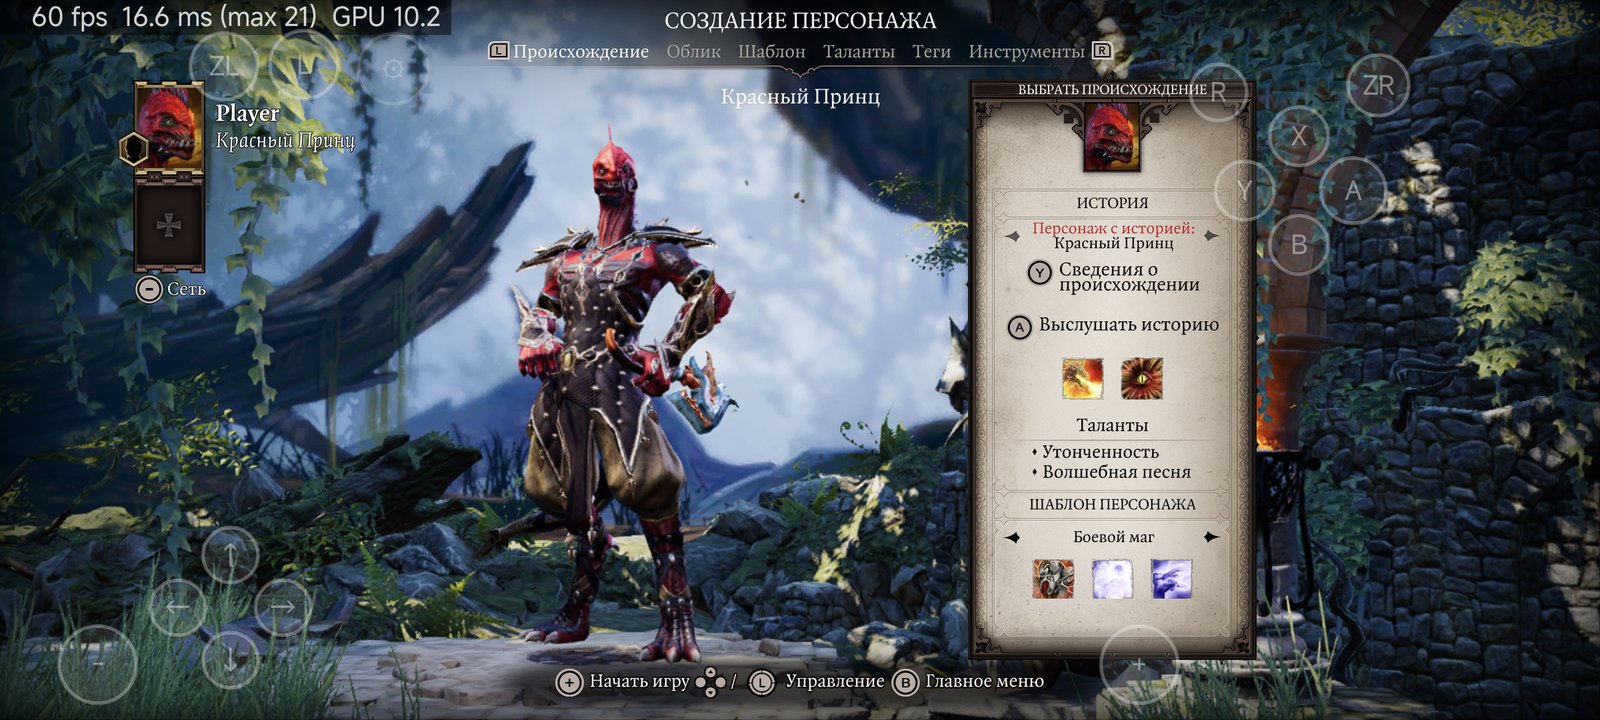 60 fps 16.6 ms (max 21) GPU 10.2
СОЗДАНИЕ ПЕРСОНАЖА
L Происхождение Облик Шаблон Таланты Теги Инструменты R
Красный Принц
ZL
L
Player
Красный Принц
- Сеть
ВЫБРАТЬ ПРОИСХОЖДЕНИЕ
R
ZR
X
Y
A
B
ИСТОРИЯ
Персонаж с историей:
Красный Принц
Y Сведения о
происхождении
A Выслушать историю
Таланты
Утонченность
Волшебная песня
ШАБЛОН ПЕРСОНАЖА
Боевой маг
↑
← →
↓
-
+
+ Начать игру / L Управление B Главное меню